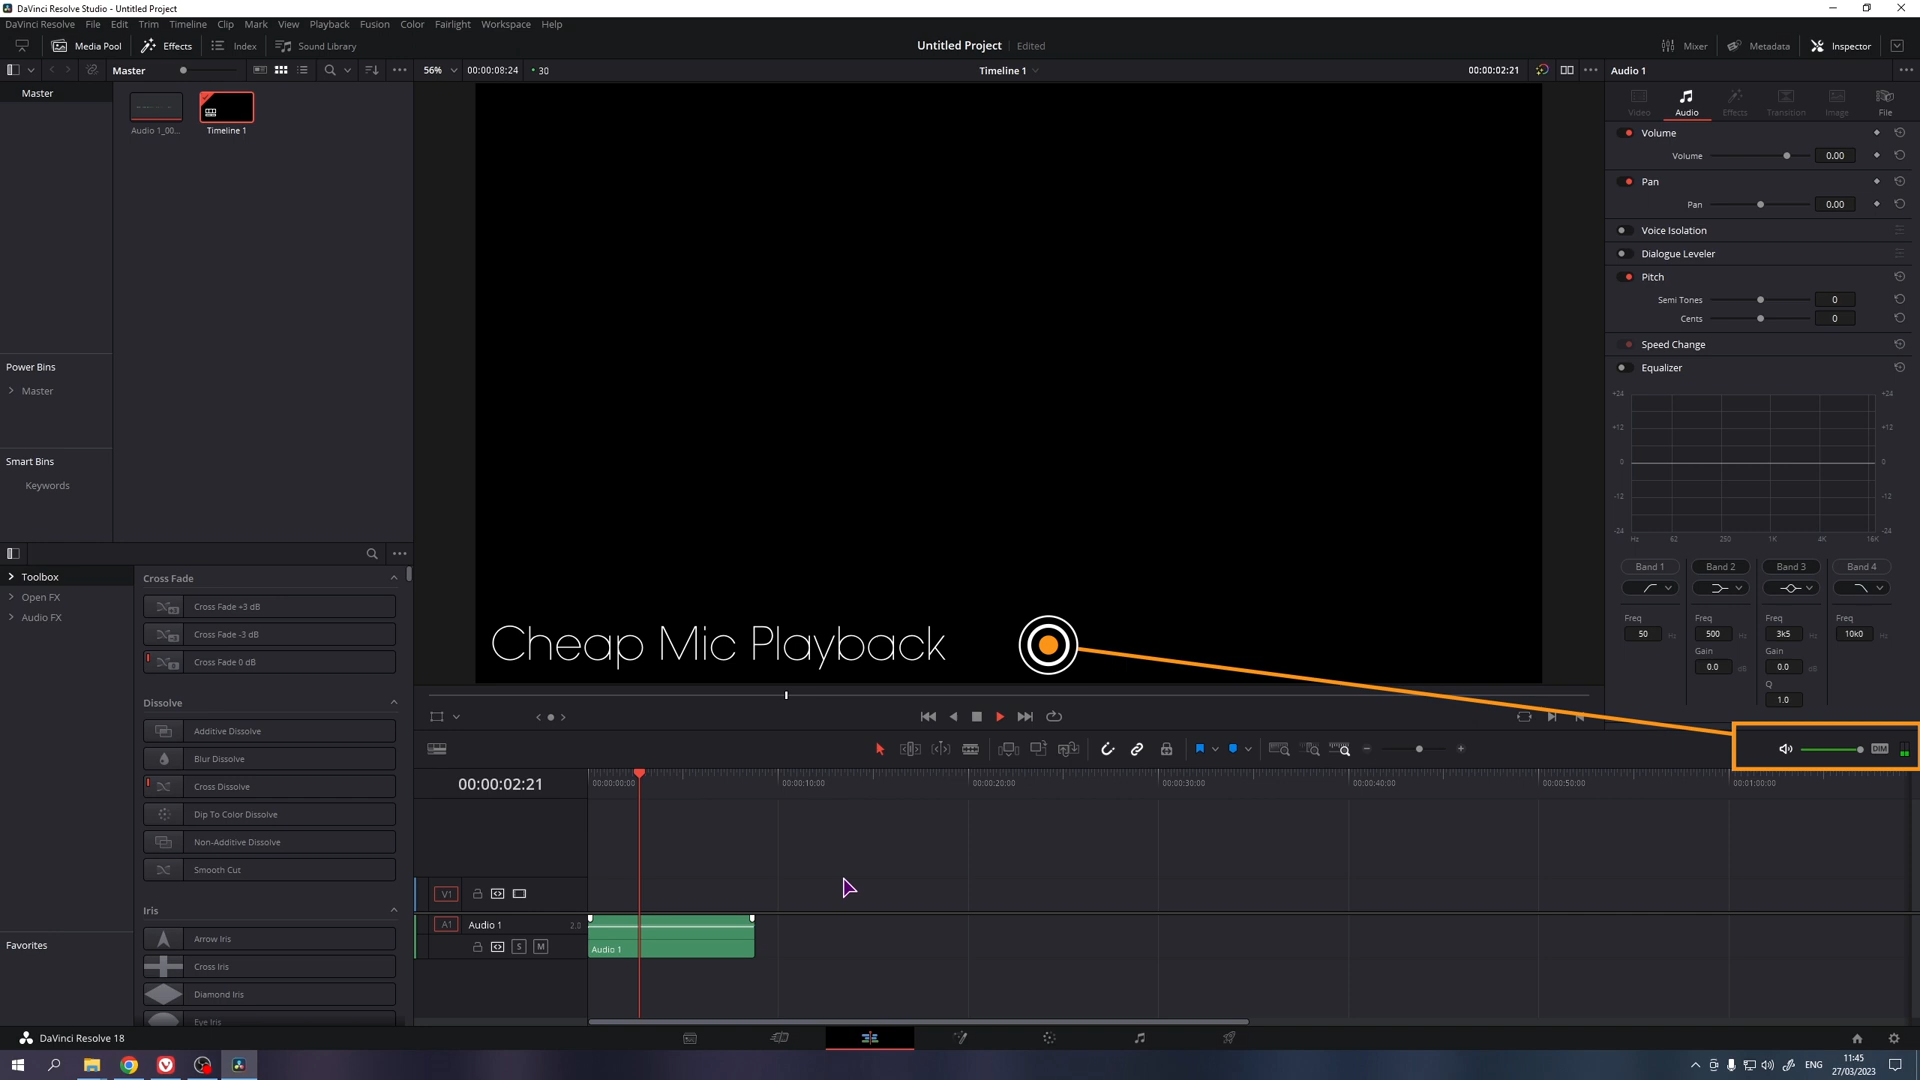 DaVinci Resolve Studio - Untitled Project
DaVinci Resolve File Edit Trim Timeline Clip Mark View Playback Fusion Color Fairlight Workspace Help
Media Pool Effects Index Sound Library
Untitled Project Edited
Mixer Metadata Inspector
Master
56% 00:00:08:24 30 Timeline 1 00:00:02:21
Audio 1
Master
Audio 1_00...
Timeline 1
Video Audio Effects Transition Image File
Volume
Volume 0.00
Pan
Pan 0.00
Voice Isolation
Dialogue Leveler
Pitch
Semi Tones 0
Cents 0
Speed Change
Equalizer
+24 +24
+12 +12
0 0
-12 -12
-24 -24
Hz 62 250 1K 4K 16K
Band 1 Band 2 Band 3 Band 4
Freq Freq Freq Freq
50 Hz 500 Hz 3k5 Hz 10k0 Hz
Gain Gain
0.0 dB 0.0 dB
Q
1.0
Power Bins
Master
Smart Bins
Keywords
Toolbox
Open FX
Audio FX
Favorites
Cross Fade
Cross Fade +3 dB
Cross Fade -3 dB
Cross Fade 0 dB
Dissolve
Additive Dissolve
Blur Dissolve
Cross Dissolve
Dip To Color Dissolve
Non-Additive Dissolve
Smooth Cut
Iris
Arrow Iris
Cross Iris
Diamond Iris
Eye Iris
Cheap Mic Playback
DIM
00:00:02:21
00:00:00:00 00:00:10:00 00:00:20:00 00:00:30:00 00:00:40:00 00:00:50:00 00:01:00:00
V1
A1 Audio 1 2.0
S M
Audio 1
DaVinci Resolve 18
ENG
11:45
27/03/2023